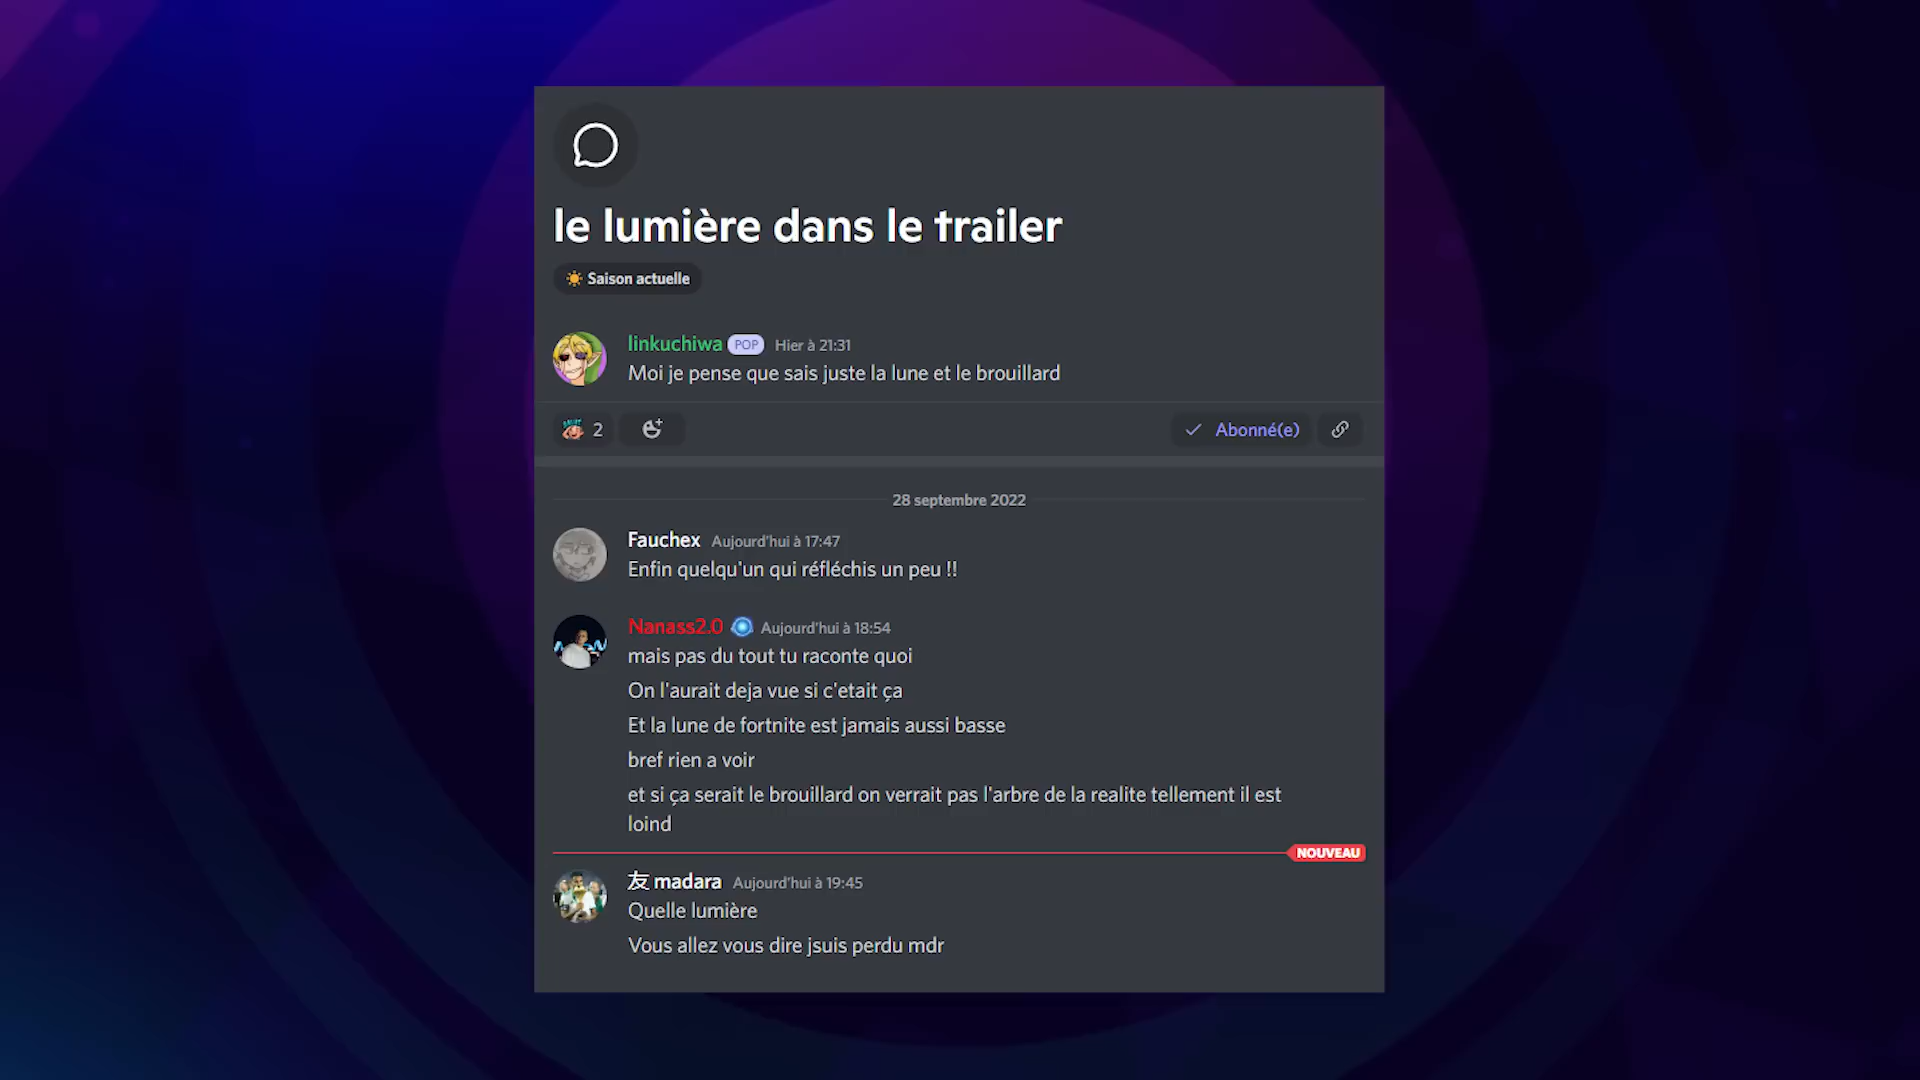 le lumière dans le trailer
Saison actuelle
linkuchiwa POP Hier à 21:31
Moi je pense que sais juste la lune et le brouillard
2
Abonné(e)
28 septembre 2022
Fauchex Aujourd'hui à 17:47
Enfin quelqu'un qui réfléchis un peu !!
Nanass2.0 Aujourd'hui à 18:54
mais pas du tout tu raconte quoi
On l'aurait deja vue si c'etait ça
Et la lune de fortnite est jamais aussi basse
bref rien a voir
et si ça serait le brouillard on verrait pas l'arbre de la realite tellement il est
loind
NOUVEAU
友 madara Aujourd'hui à 19:45
Quelle lumière
Vous allez vous dire jsuis perdu mdr